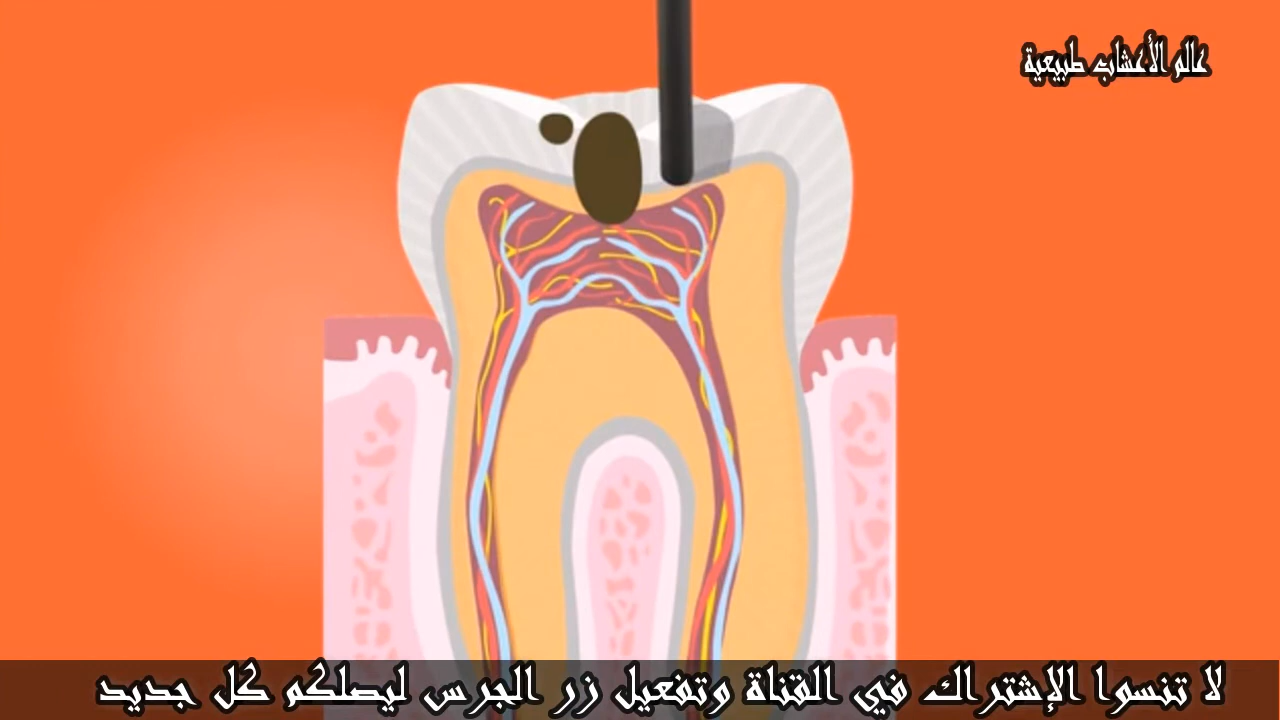 عالم الأعشاب طبيعية
لا تنسوا الإشتراك في القناة وتفعيل زر الجرس ليصلكم كل جديد